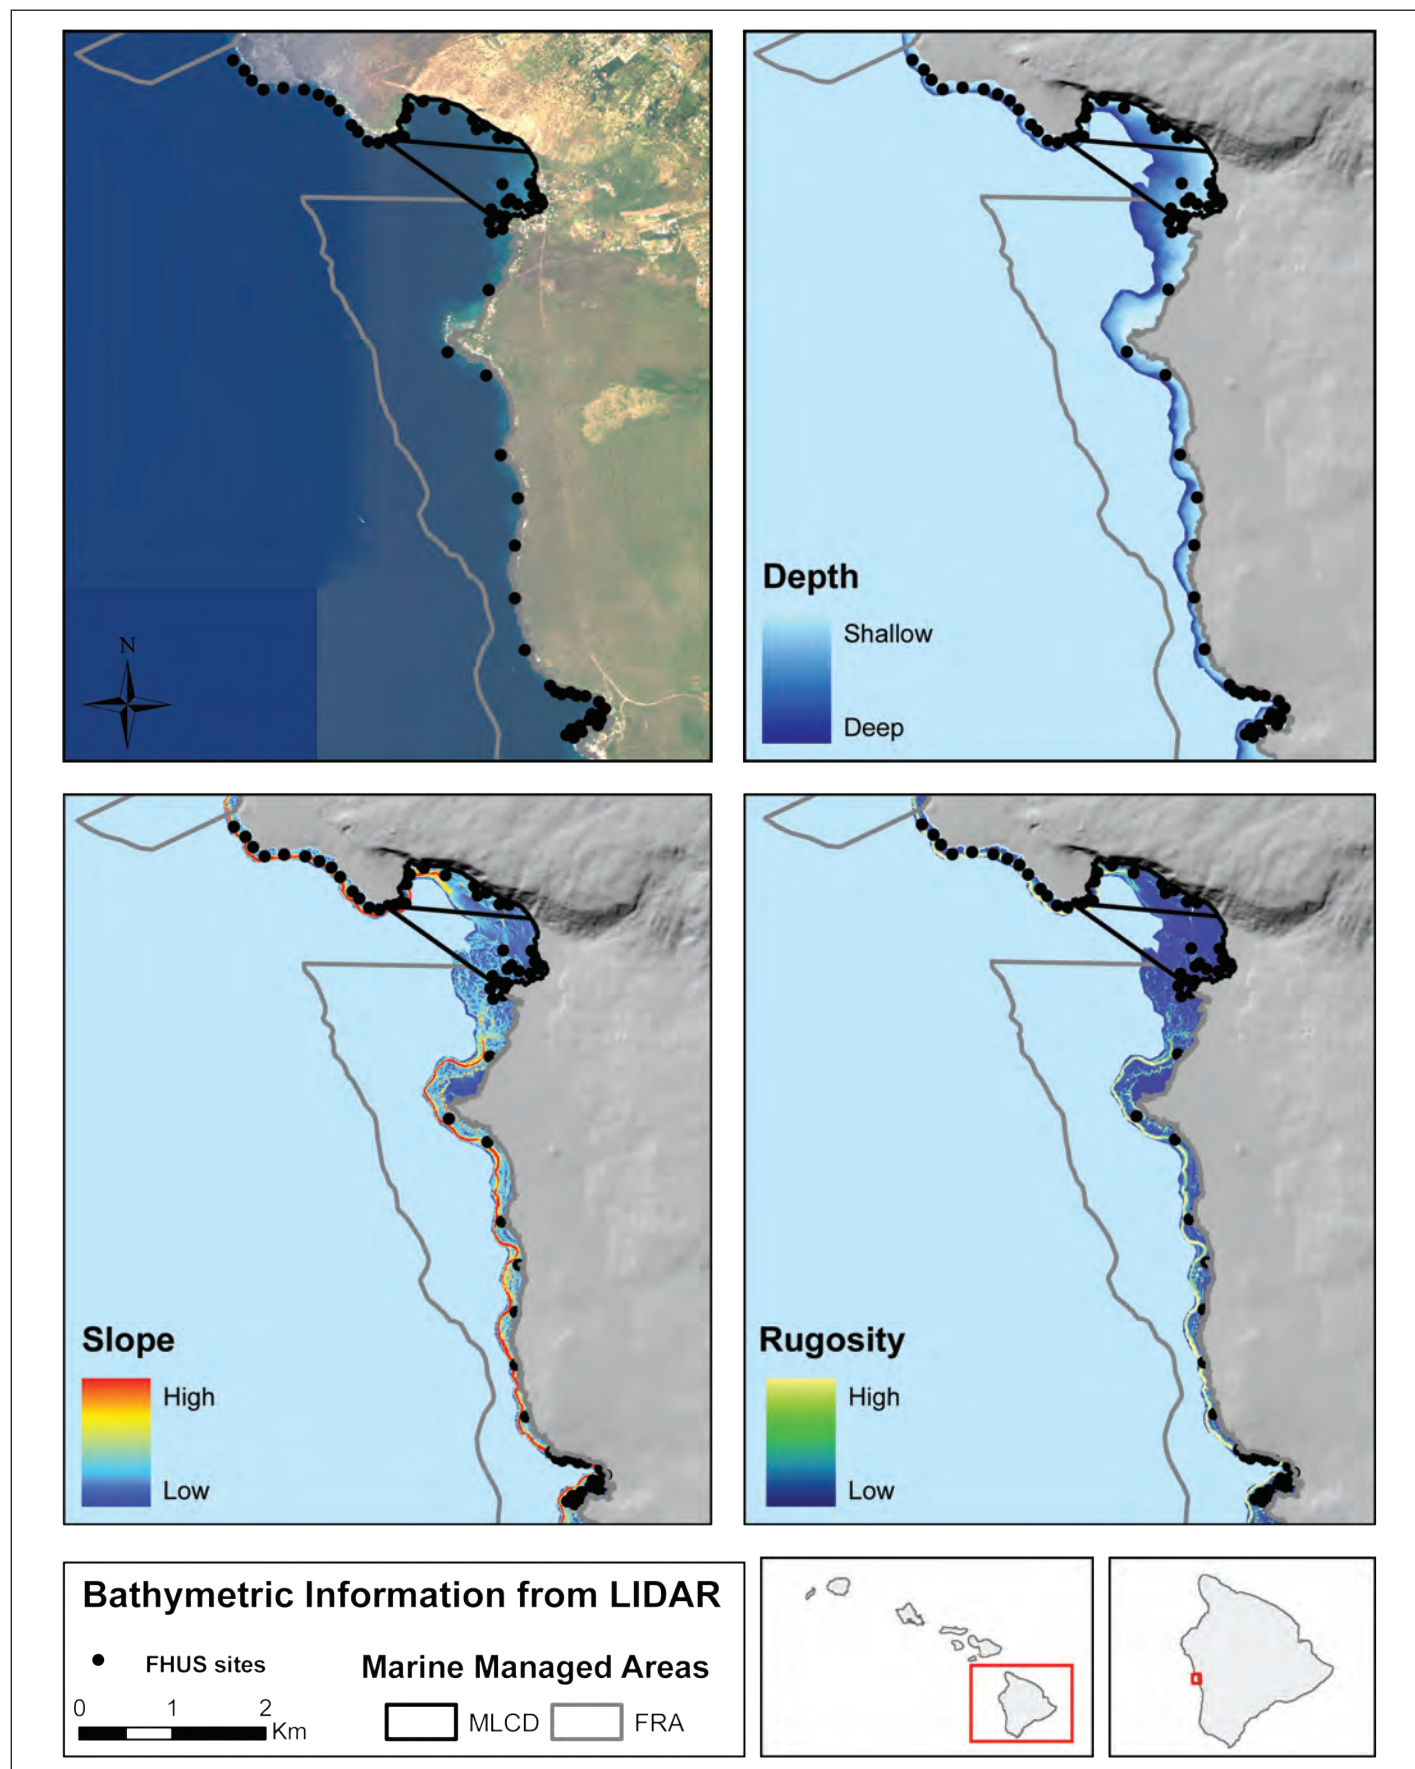 N
Depth
Shallow
Deep
Slope
High
Low
Rugosity
High
Low
Bathymetric Information from LIDAR
FHUS sites
Marine Managed Areas
0 1 2
Km
MLCD
FRA